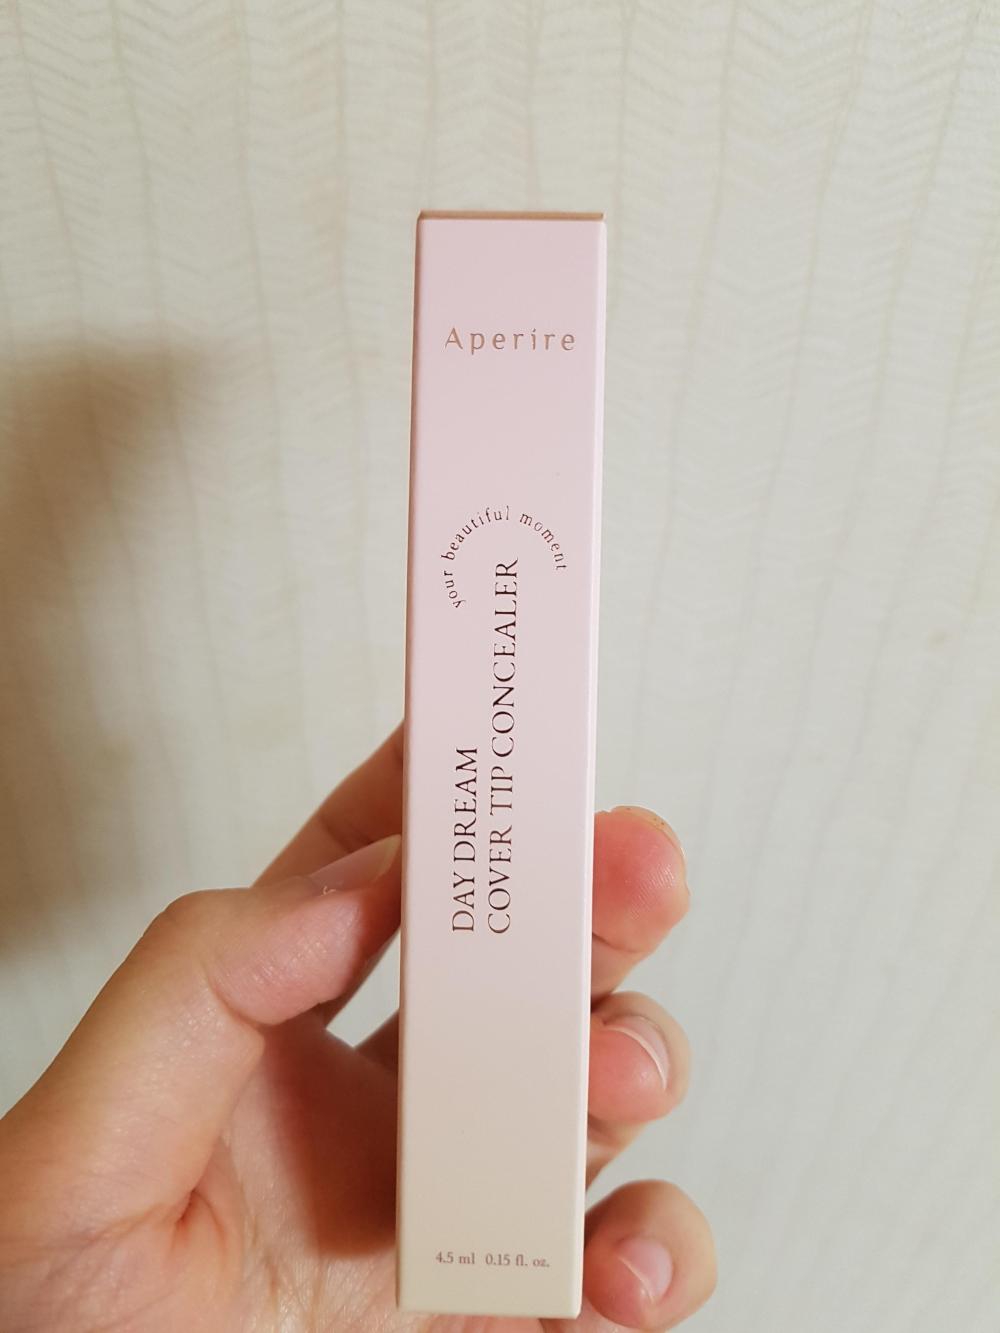 Aperire
your beautiful moment
DAY DREAM
COVER TIP CONCEALER
4.5 ml 0.15 fl. oz.